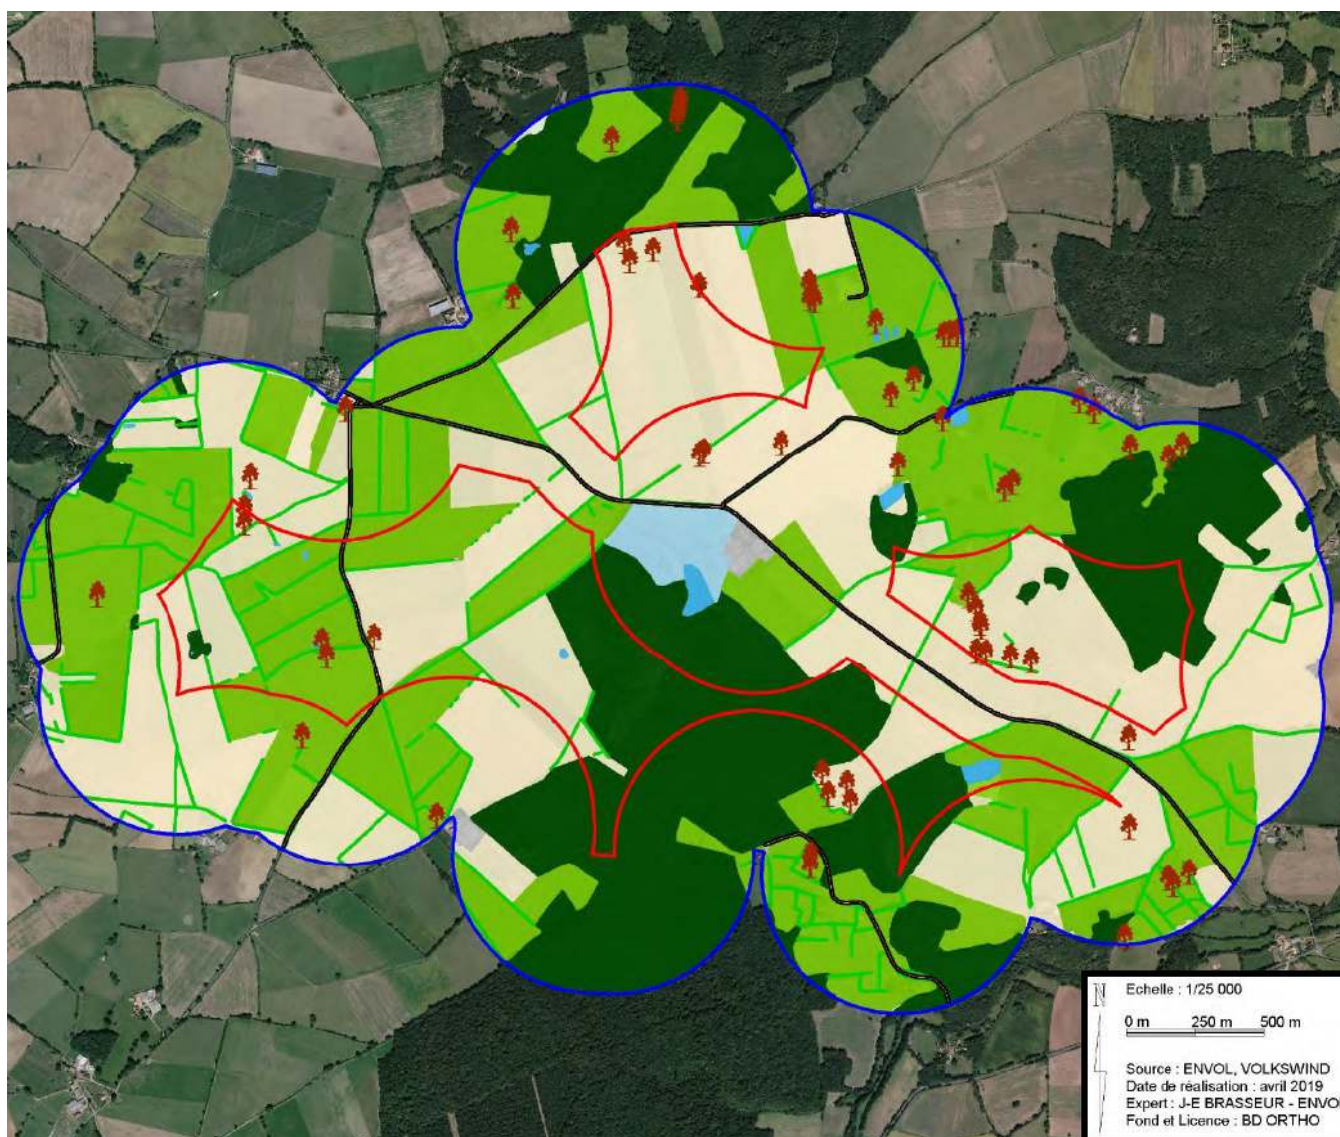 N
Echelle : 1/25 000
0 m 250 m 500 m
Source : ENVOL, VOLKSWIND
Date de réalisation : avril 2019
Expert : J-E BRASSEUR - ENVO
Fond et Licence : BD ORTHO